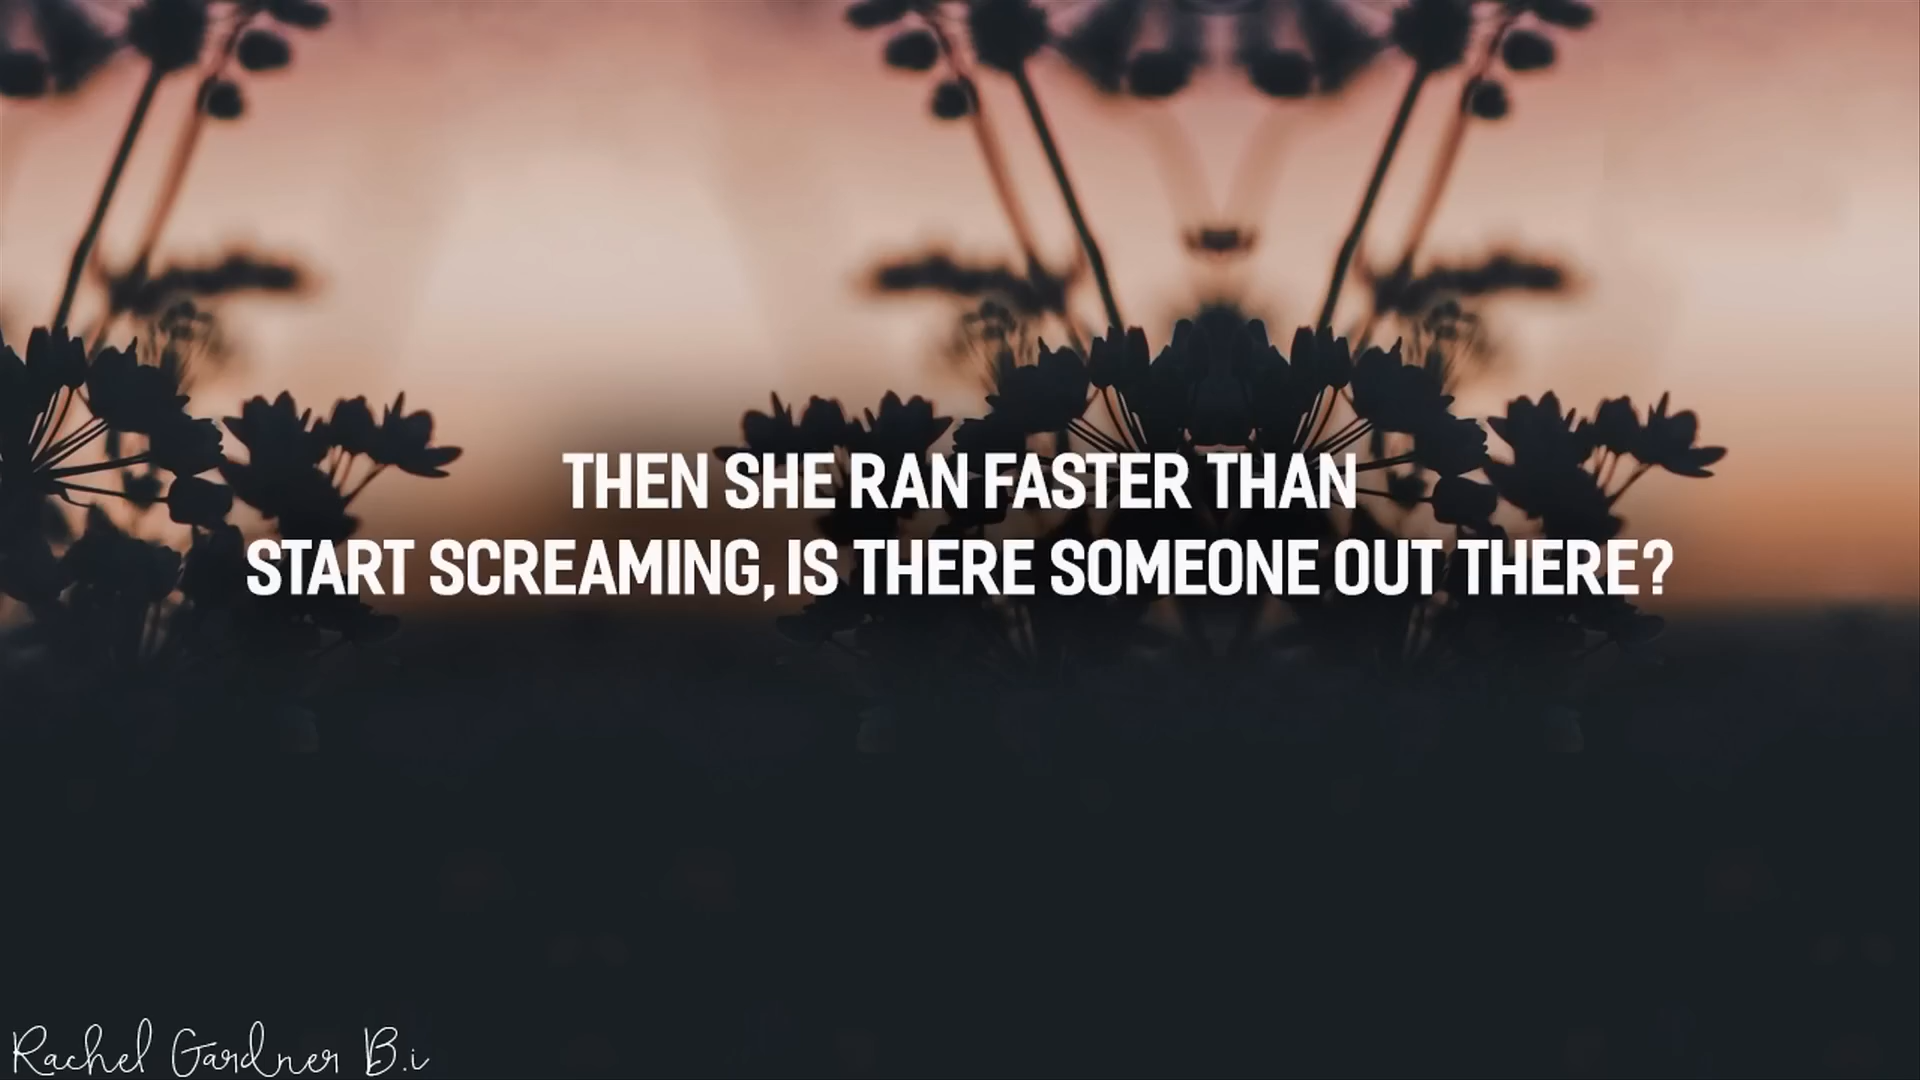 THEN SHE RAN FASTER THAN
START SCREAMING, IS THERE SOMEONE OUT THERE?
Rachel Gardner B.i